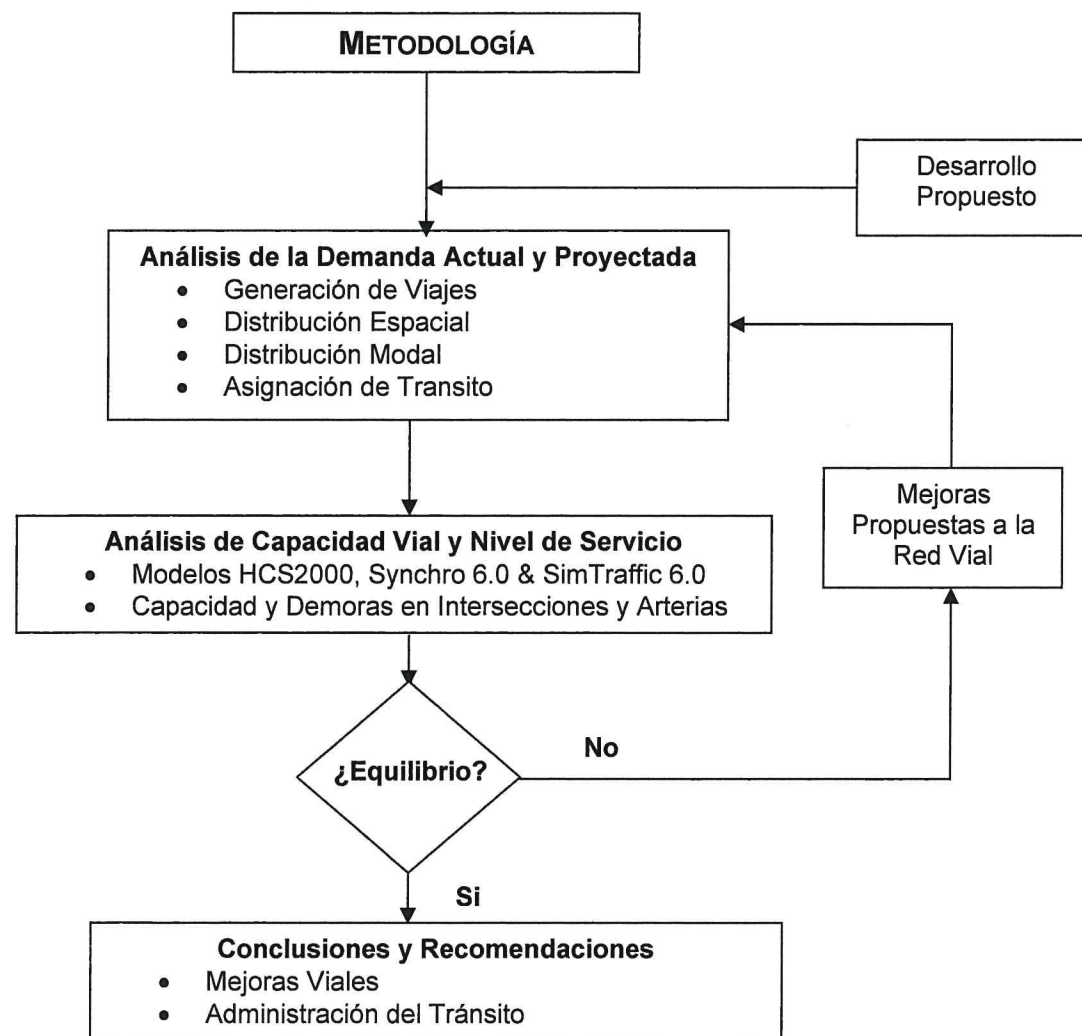 METODOLOGÍA
Desarrollo
Propuesto
Análisis de la Demanda Actual y Proyectada
• Generación de Viajes
• Distribución Espacial
• Distribución Modal
• Asignación de Transito
Mejoras
Propuestas a la
Red Vial
Análisis de Capacidad Vial y Nivel de Servicio
• Modelos HCS2000, Synchro 6.0 & SimTraffic 6.0
• Capacidad y Demoras en Intersecciones y Arterias
¿Equilibrio?
No
Si
Conclusiones y Recomendaciones
• Mejoras Viales
• Administración del Tránsito